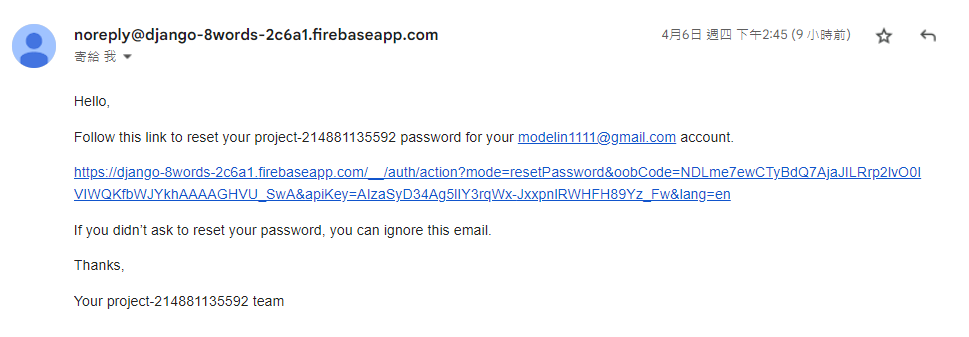 noreply@django-8words-2c6a1.firebaseapp.com
4月6日 週四 下午2:45 (9 小時前)
寄給 我
Hello,
Follow this link to reset your project-214881135592 password for your modelin1111@gmail.com account.
https://django-8words-2c6a1.firebaseapp.com/__/auth/action?mode=resetPassword&oobCode=NDLme7ewCTyBdQ7AjaJILRrp2lvO0I
VIWQKfbWJYkhAAAAGHVU_SwA&apiKey=AIzaSyD34Ag5lIY3rqWx-JxxpnIRWHFH89Yz_Fw&lang=en
If you didn’t ask to reset your password, you can ignore this email.
Thanks,
Your project-214881135592 team